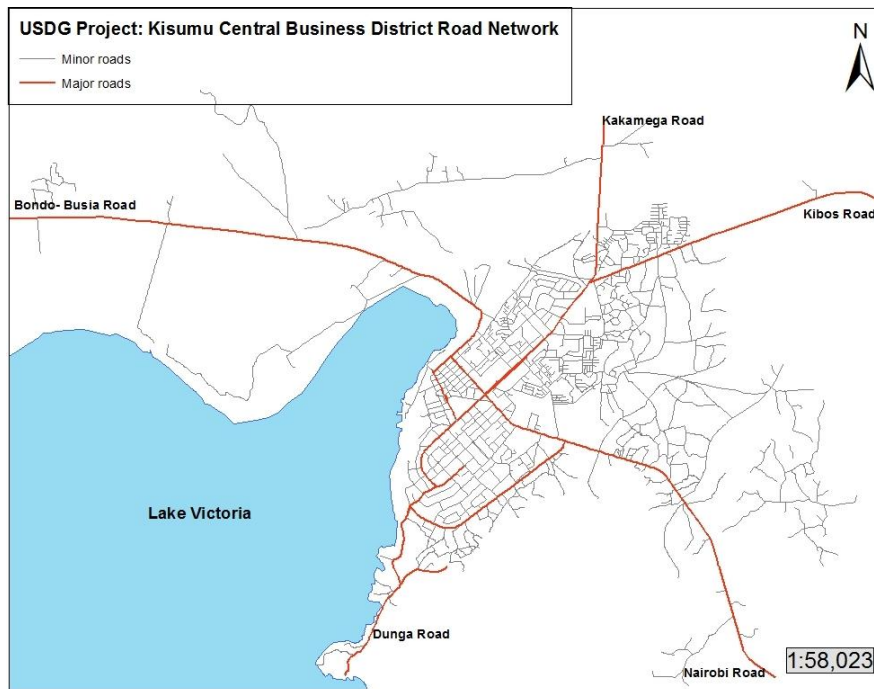 USDG Project: Kisumu Central Business District Road Network
Minor roads
Major roads
N
Kakamega Road
Bondo- Busia Road
Kibos Road
Lake Victoria
Dunga Road
Nairobi Road
1:58,023